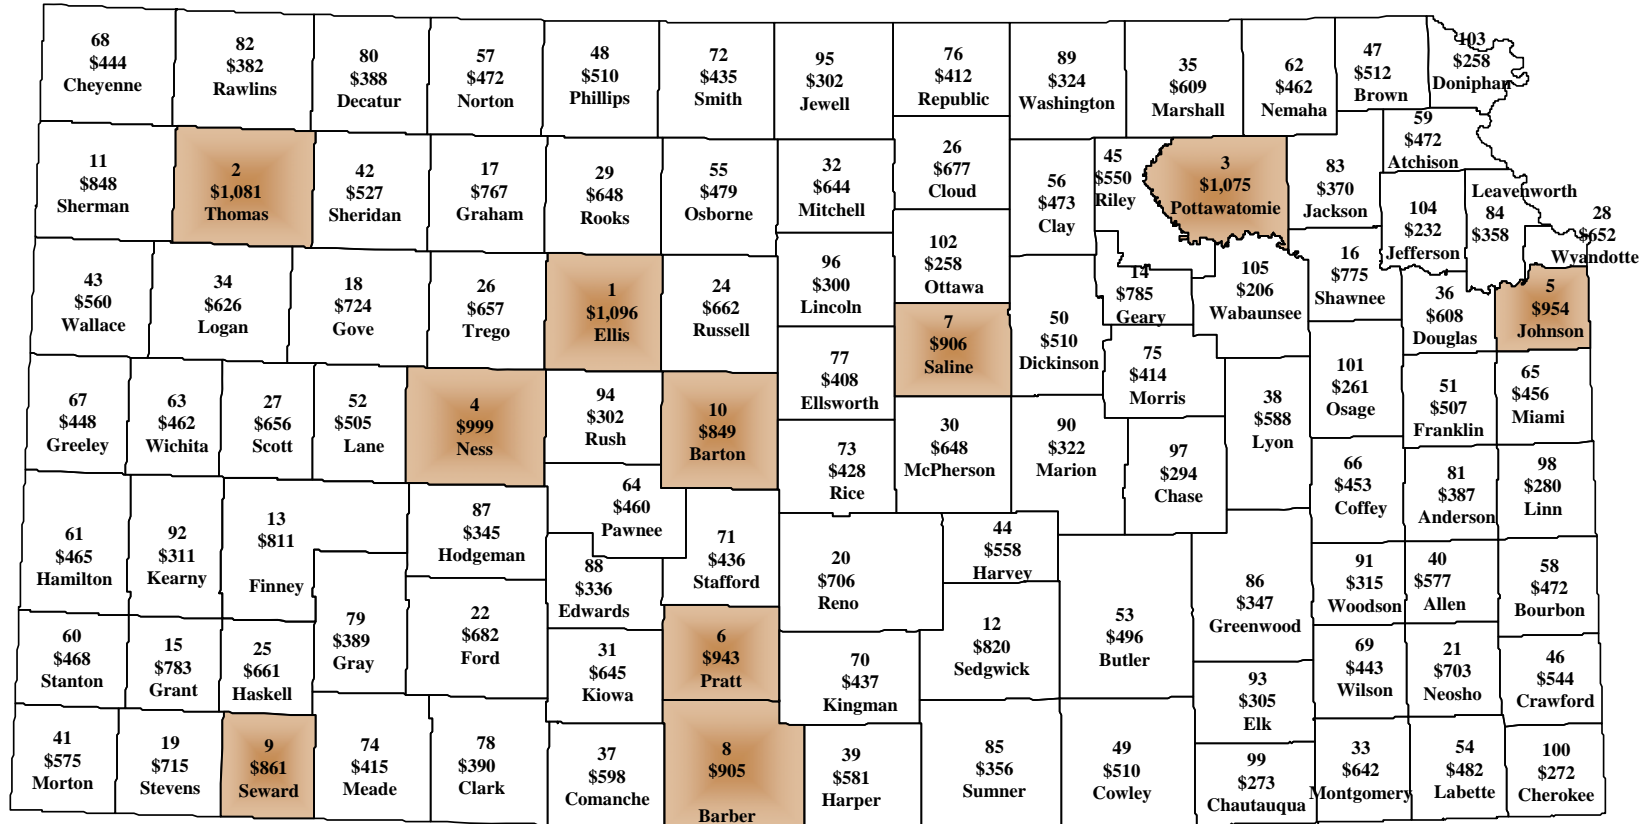 68
$444
Cheyenne
82
$382
Rawlins
80
$388
Decatur
57
$472
Norton
48
$510
Phillips
72
$435
Smith
95
$302
Jewell
76
$412
Republic
89
$324
Washington
35
$609
Marshall
62
$462
Nemaha
47
$512
Brown
103
$258
Doniphan
11
$848
Sherman
2
$1,081
Thomas
42
$527
Sheridan
17
$767
Graham
29
$648
Rooks
55
$479
Osborne
32
$644
Mitchell
26
$677
Cloud
56
$473
Clay
45
$550
Riley
3
$1,075
Pottawatomie
83
$370
Jackson
59
$472
Atchison
104
$232
Jefferson
Leavenworth
84
$358
28
$652
Wyandotte
43
$560
Wallace
34
$626
Logan
18
$724
Gove
26
$657
Trego
1
$1,096
Ellis
24
$662
Russell
96
$300
Lincoln
102
$258
Ottawa
7
$906
Saline
50
$510
Dickinson
14
$785
Geary
105
$206
Wabaunsee
16
$775
Shawnee
36
$608
Douglas
5
$954
Johnson
67
$448
Greeley
63
$462
Wichita
27
$656
Scott
52
$505
Lane
4
$999
Ness
94
$302
Rush
10
$849
Barton
77
$408
Ellsworth
73
$428
Rice
30
$648
McPherson
90
$322
Marion
75
$414
Morris
97
$294
Chase
38
$588
Lyon
101
$261
Osage
51
$507
Franklin
65
$456
Miami
61
$465
Hamilton
92
$311
Kearny
13
$811
Finney
87
$345
Hodgeman
64
$460
Pawnee
88
$336
Edwards
71
$436
Stafford
20
$706
Reno
44
$558
Harvey
66
$453
Coffey
81
$387
Anderson
98
$280
Linn
60
$468
Stanton
15
$783
Grant
25
$661
Haskell
79
$389
Gray
22
$682
Ford
31
$645
Kiowa
6
$943
Pratt
70
$437
Kingman
12
$820
Sedgwick
53
$496
Butler
86
$347
Greenwood
91
$315
Woodson
40
$577
Allen
58
$472
Bourbon
69
$443
Wilson
21
$703
Neosho
46
$544
Crawford
41
$575
Morton
19
$715
Stevens
9
$861
Seward
74
$415
Meade
78
$390
Clark
37
$598
Comanche
8
$905
Barber
39
$581
Harper
85
$356
Sumner
49
$510
Cowley
93
$305
Elk
99
$273
Chautauqua
33
$642
Montgomery
54
$482
Labette
100
$272
Cherokee